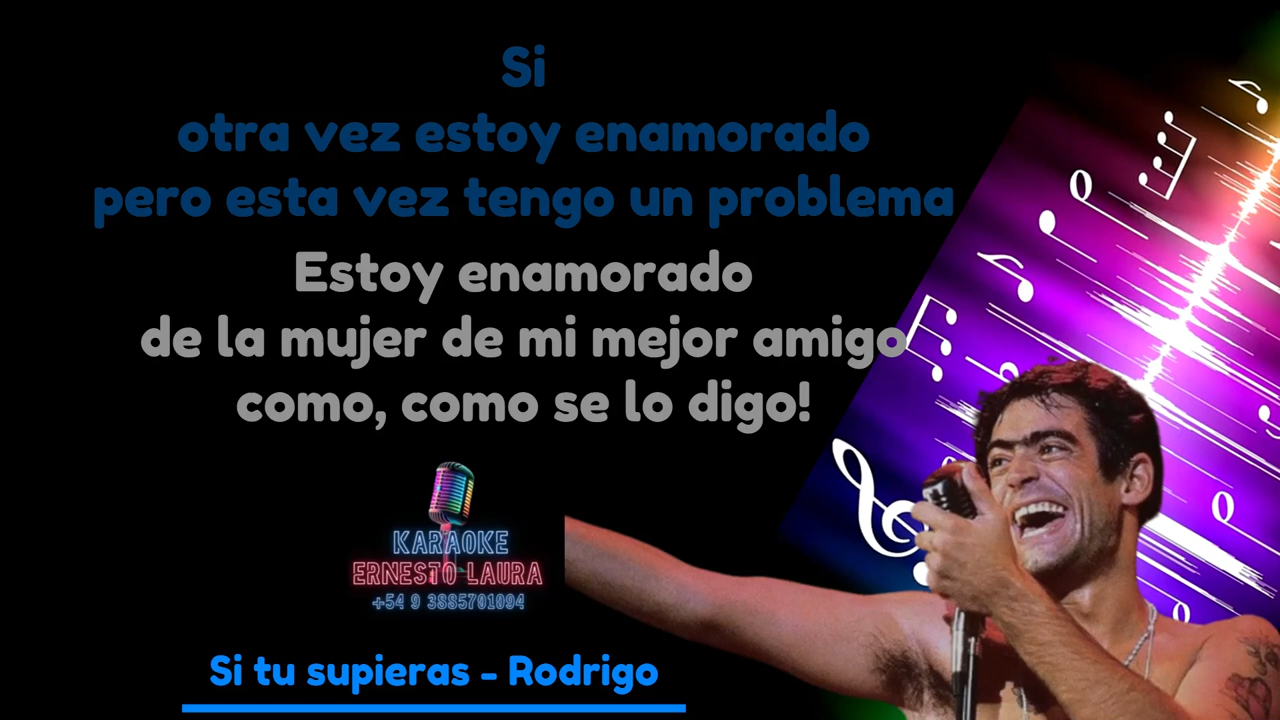 Si
otra vez estoy enamorado
pero esta vez tengo un problema
Estoy enamorado
de la mujer de mi mejor amigo
como, como se lo digo!
KARAOKE
ERNESTO LAURA
+54 9 3885701094
Si tu supieras - Rodrigo